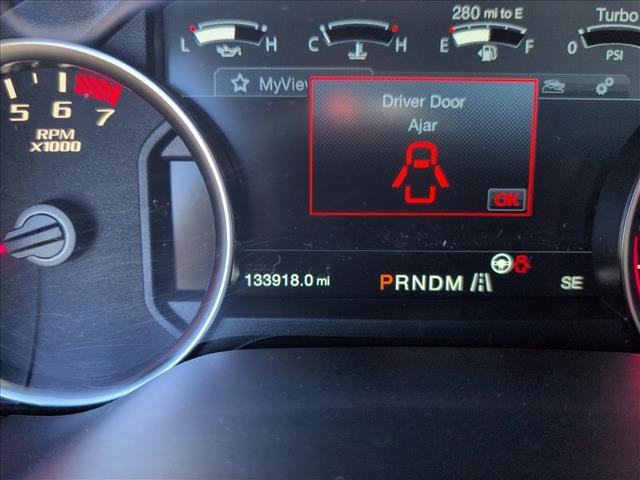 280 mi to E
Turbo
L H
C H
E F
0
PSI
MyView
Driver Door
Ajar
OK
5 6 7
RPM
X1000
133918.0 mi
PRNDM
SE